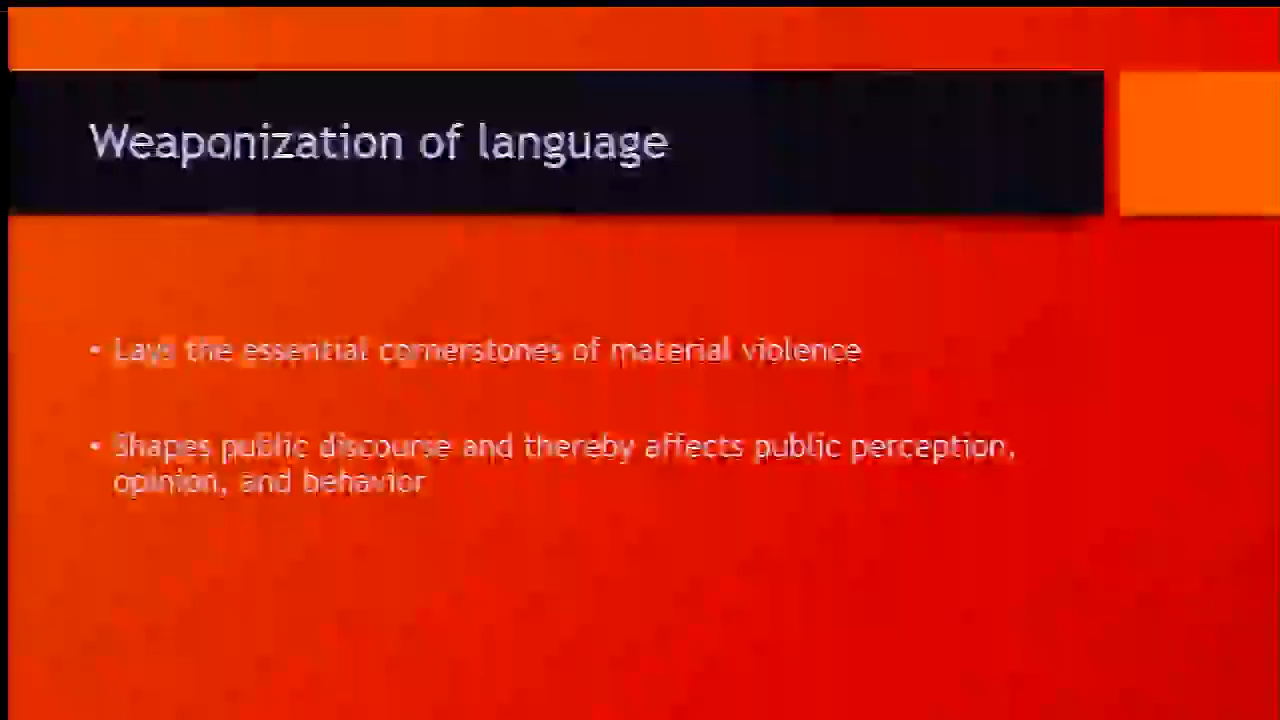 Weaponization of language
• Lays the essential cornerstones of material violence
• Shapes public discourse and thereby affects public perception,
opinion, and behavior